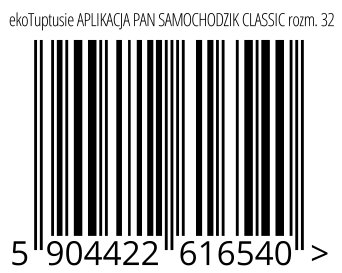 ekoTuptusie APLIKACJA PAN SAMOCHODZIK CLASSIC rozm. 32
5 904422 616540 >